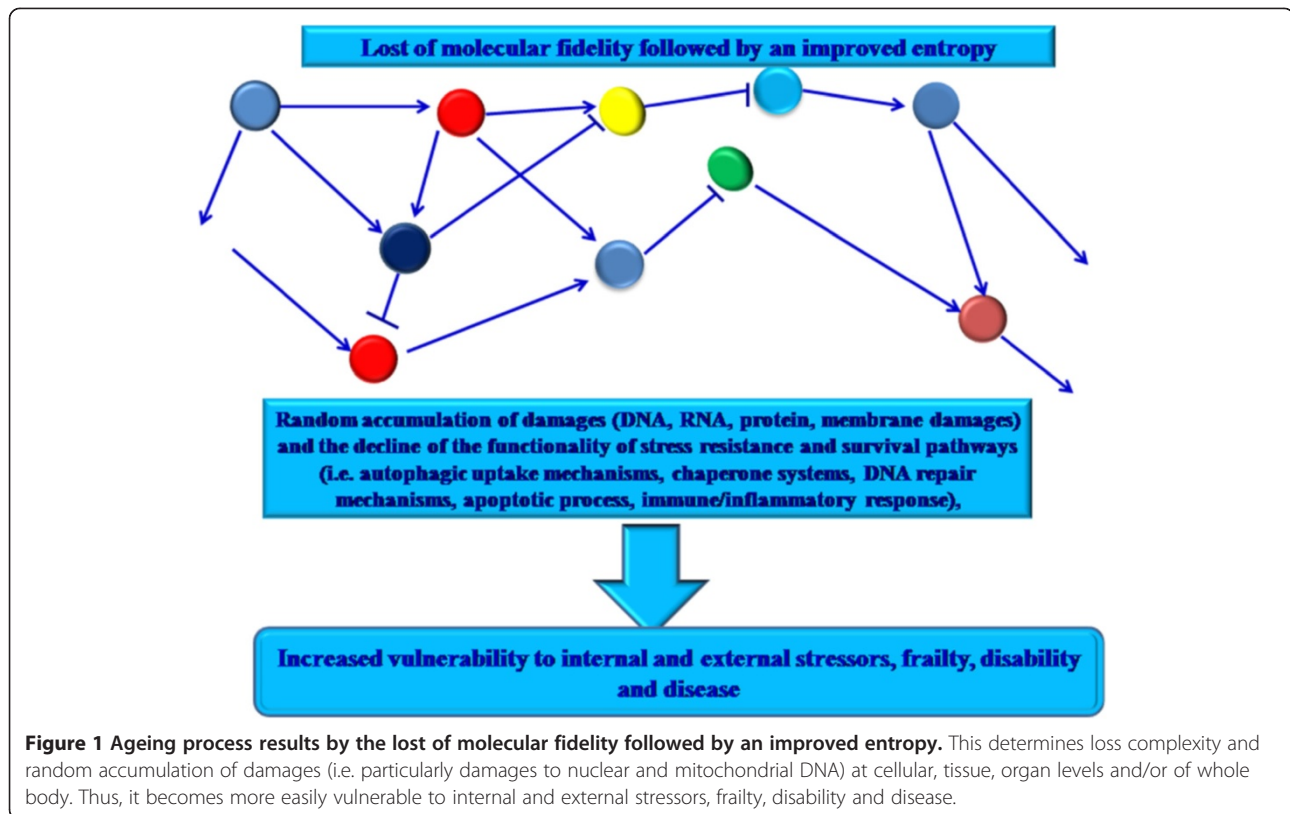 Lost of molecular fidelity followed by an improved entropy
Random accumulation of damages (DNA, RNA, protein, membrane damages)
and the decline of the functionality of stress resistance and survival pathways
(i.e. autophagic uptake mechanisms, chaperone systems, DNA repair
mechanisms, apoptotic process, immune/inflammatory response),
Increased vulnerability to internal and external stressors, frailty, disability
and disease
Figure 1 Ageing process results by the lost of molecular fidelity followed by an improved entropy. This determines loss complexity and
random accumulation of damages (i.e. particularly damages to nuclear and mitochondrial DNA) at cellular, tissue, organ levels and/or of whole
body. Thus, it becomes more easily vulnerable to internal and external stressors, frailty, disability and disease.